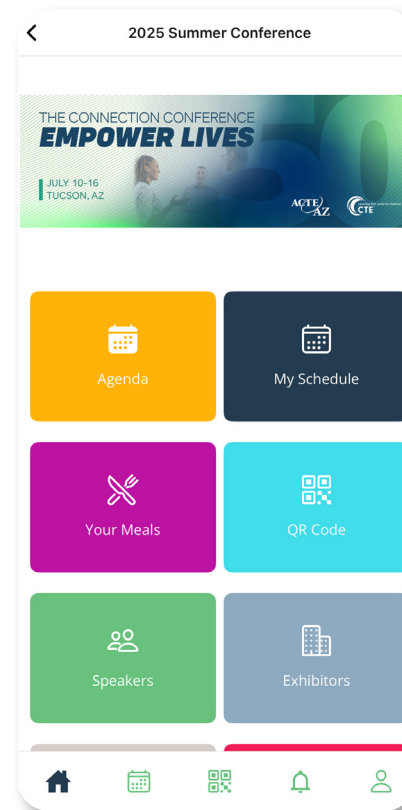 2025 Summer Conference
THE CONNECTION CONFERENCE
EMPOWER LIVES
50
JULY 10-16
TUCSON, AZ
ACTE AZ
CTE
Agenda
My Schedule
Your Meals
QR Code
Speakers
Exhibitors